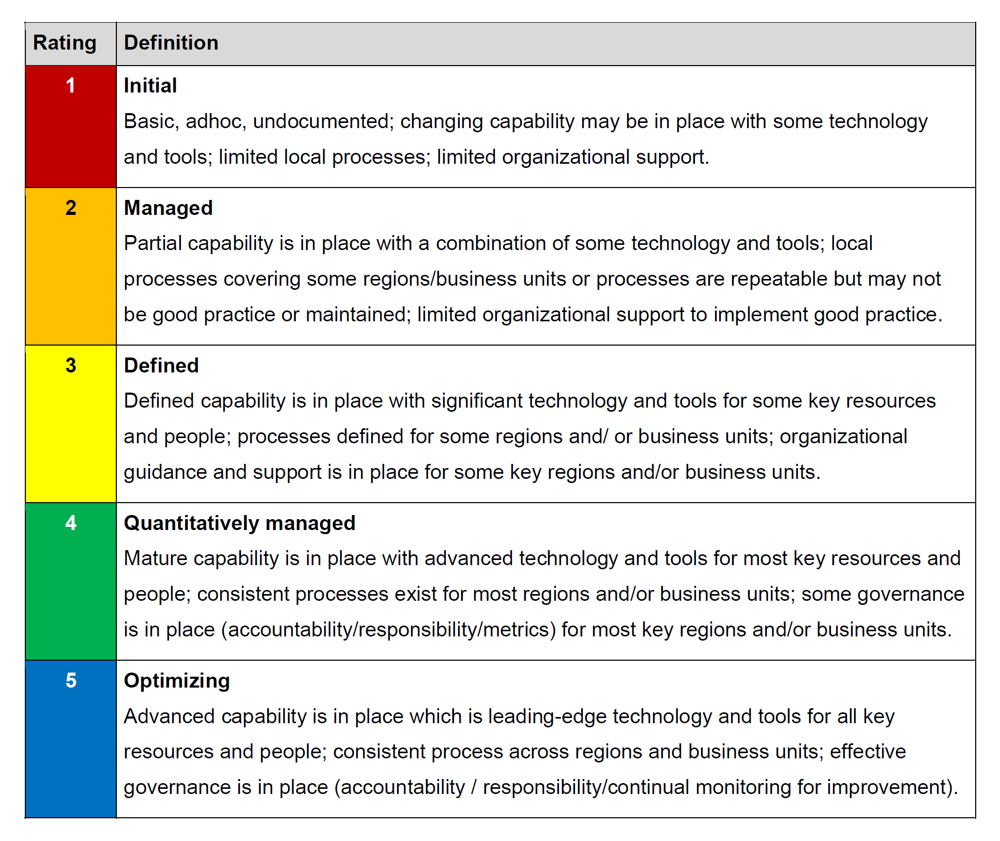 Rating Definition
1 Initial
Basic, adhoc, undocumented; changing capability may be in place with some technology
and tools; limited local processes; limited organizational support.
2 Managed
Partial capability is in place with a combination of some technology and tools; local
processes covering some regions/business units or processes are repeatable but may not
be good practice or maintained; limited organizational support to implement good practice.
3 Defined
Defined capability is in place with significant technology and tools for some key resources
and people; processes defined for some regions and/ or business units; organizational
guidance and support is in place for some key regions and/or business units.
4 Quantitatively managed
Mature capability is in place with advanced technology and tools for most key resources and
people; consistent processes exist for most regions and/or business units; some governance
is in place (accountability/responsibility/metrics) for most key regions and/or business units.
5 Optimizing
Advanced capability is in place which is leading-edge technology and tools for all key
resources and people; consistent process across regions and business units; effective
governance is in place (accountability / responsibility/continual monitoring for improvement).